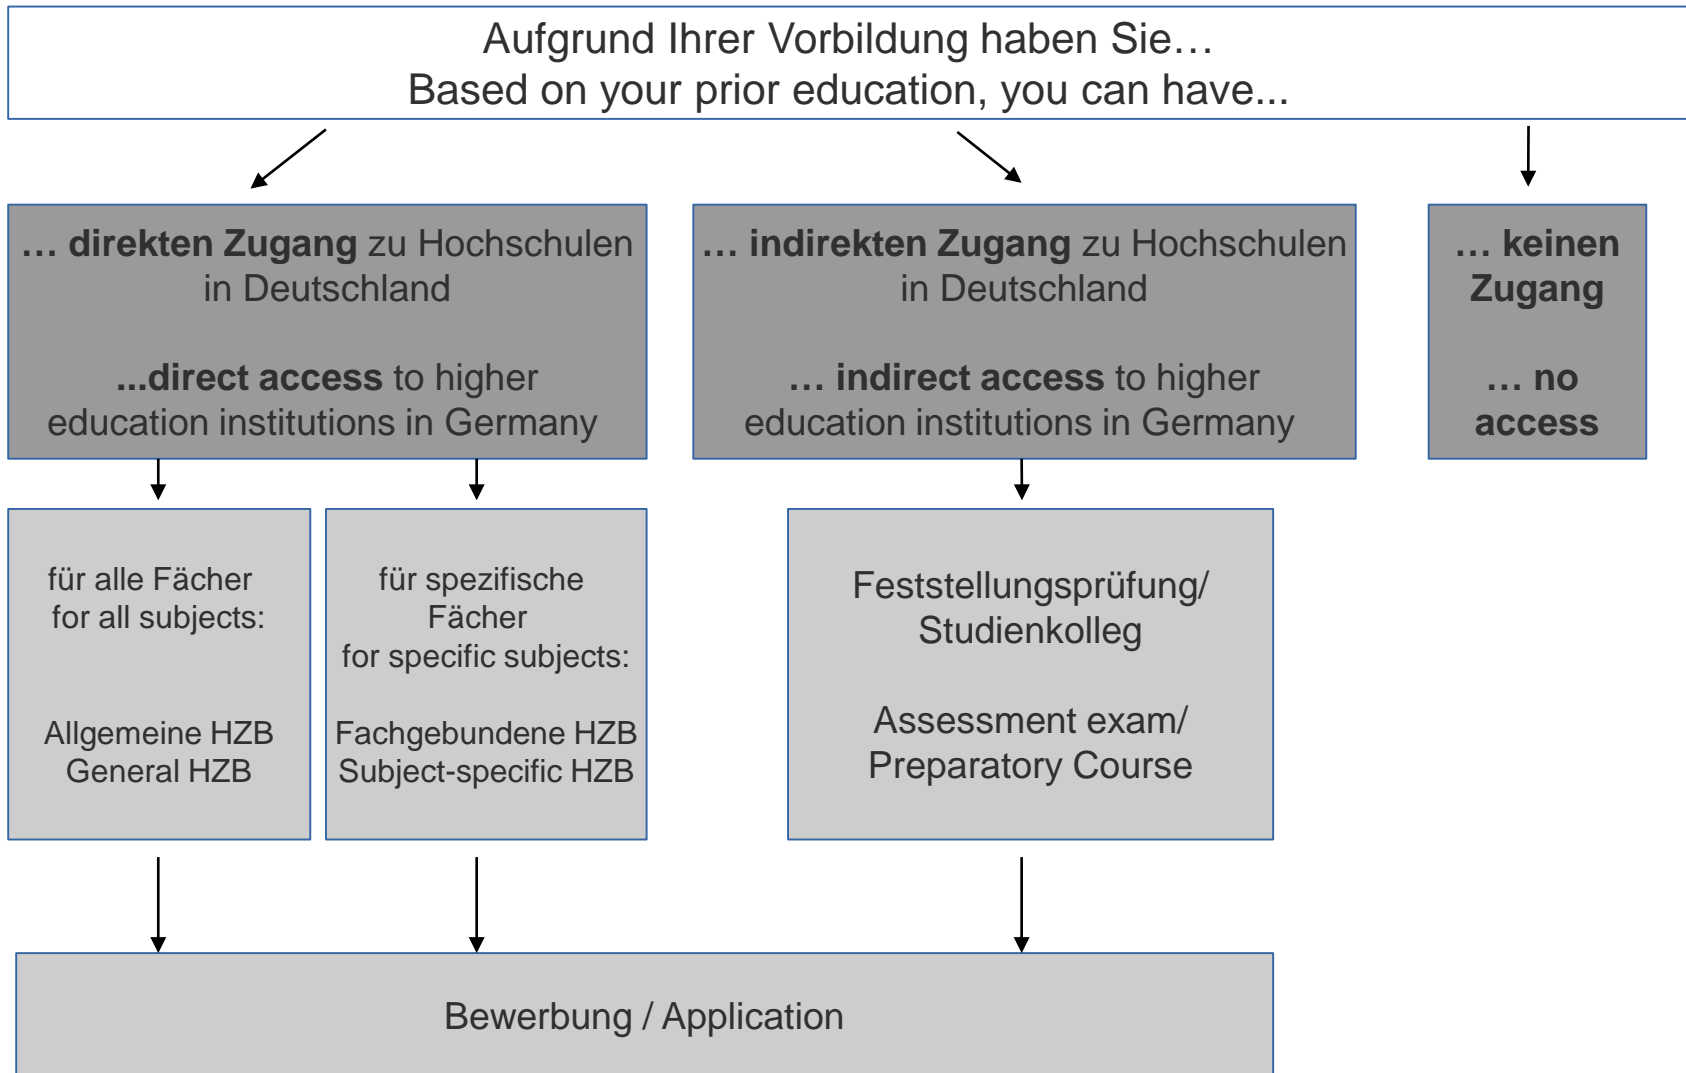 Aufgrund Ihrer Vorbildung haben Sie…
Based on your prior education, you can have...
… direkten Zugang zu Hochschulen
in Deutschland
...direct access to higher
education institutions in Germany
… indirekten Zugang zu Hochschulen
in Deutschland
… indirect access to higher
education institutions in Germany
… keinen
Zugang
… no
access
für alle Fächer
for all subjects:
Allgemeine HZB
General HZB
für spezifische
Fächer
for specific subjects:
Fachgebundene HZB
Subject-specific HZB
Feststellungsprüfung/
Studienkolleg
Assessment exam/
Preparatory Course
Bewerbung / Application